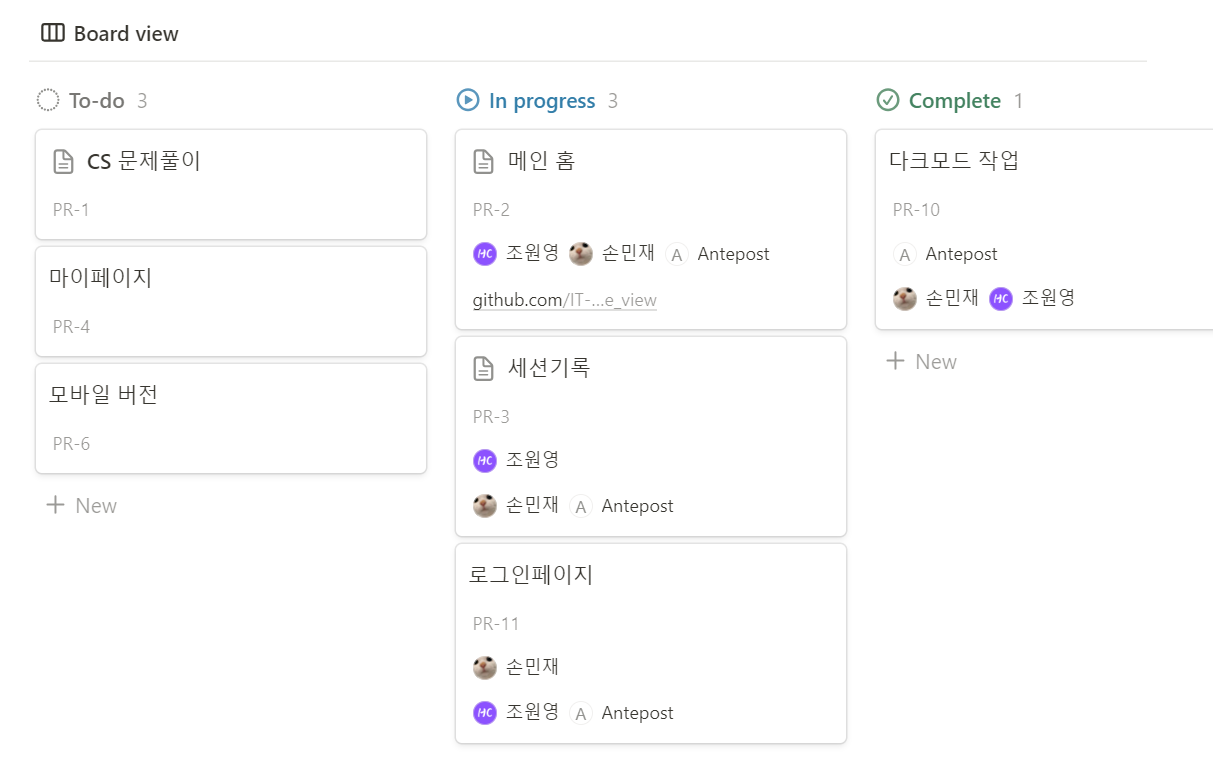 Board view
To-do 3
CS 문제풀이
PR-1
마이페이지
PR-4
모바일 버전
PR-6
+ New
In progress 3
메인 홈
PR-2
HC 조원영 손민재 A Antepost
github.com/IT-...e_view
세션기록
PR-3
HC 조원영
손민재 A Antepost
로그인페이지
PR-11
손민재
HC 조원영 A Antepost
Complete 1
다크모드 작업
PR-10
A Antepost
손민재 HC 조원영
+ New